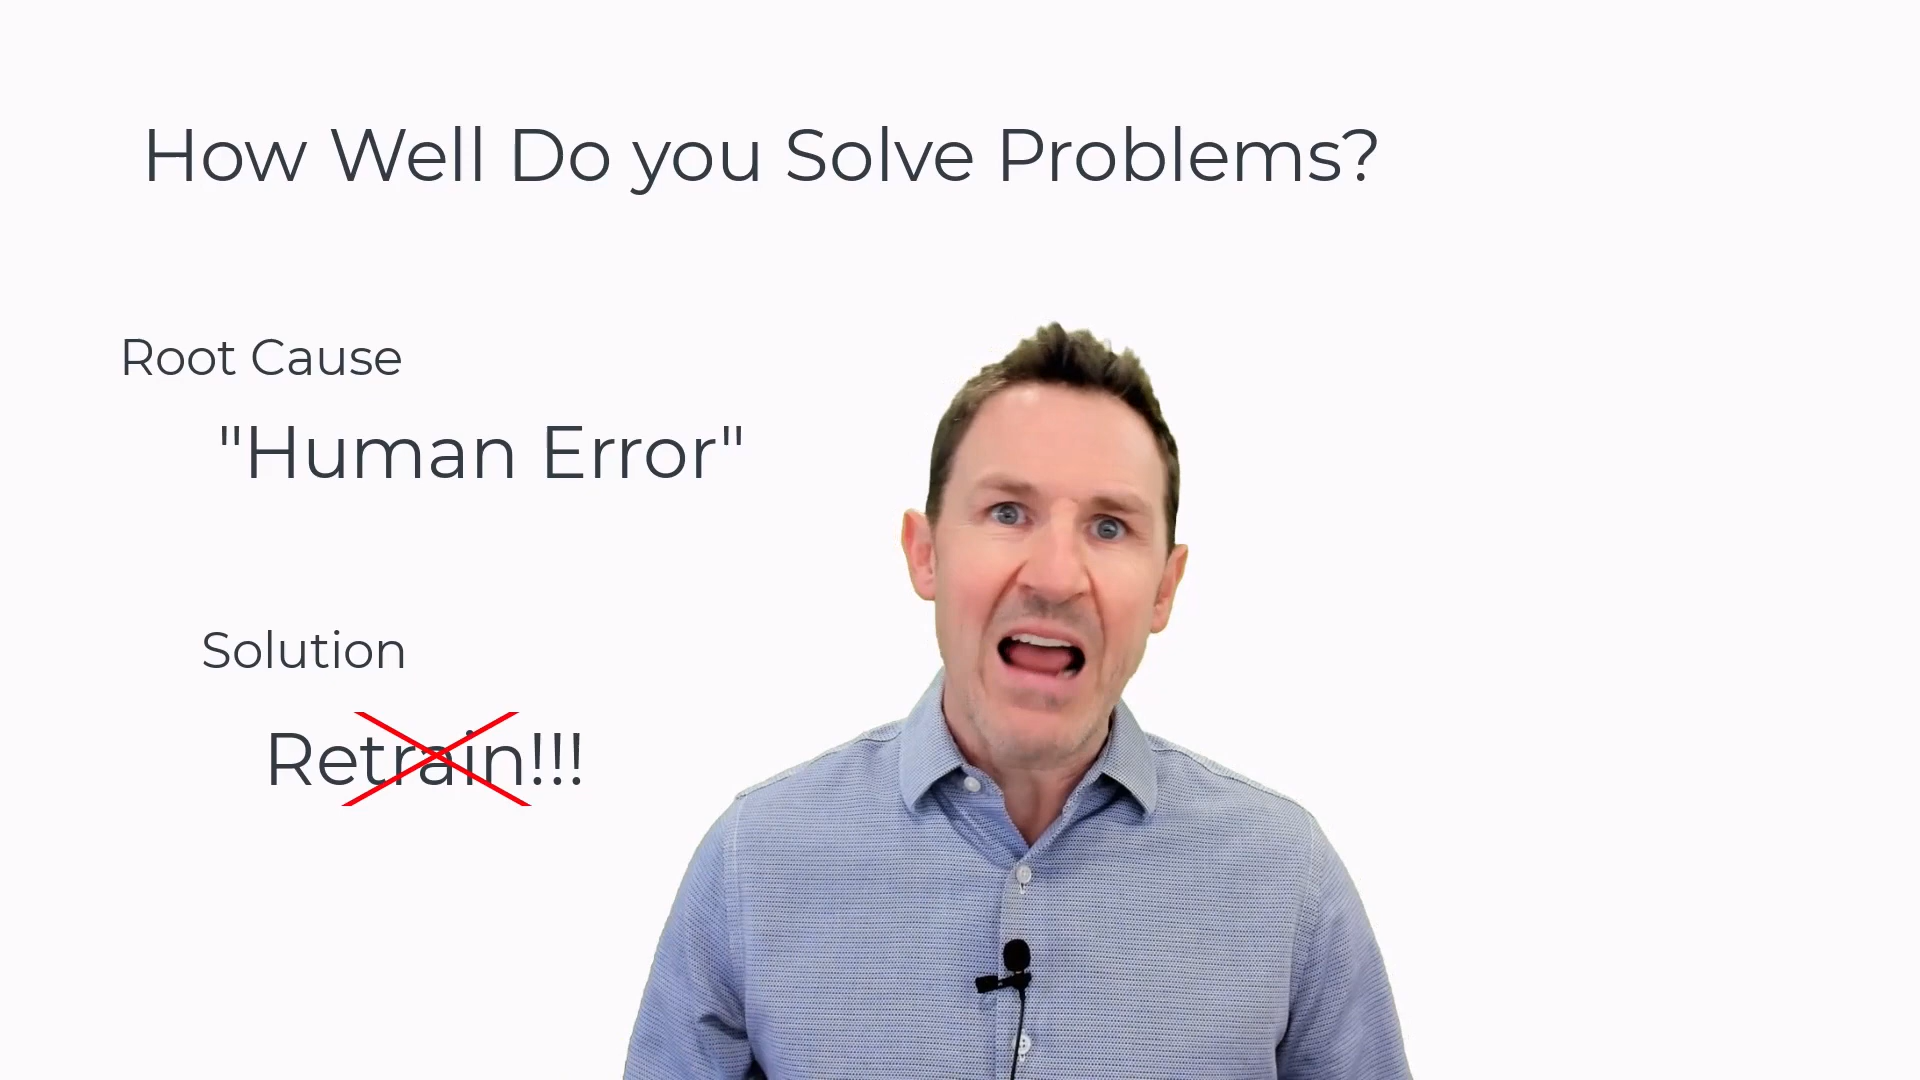 How Well Do you Solve Problems?
Root Cause
"Human Error"
Solution
Retrain!!!